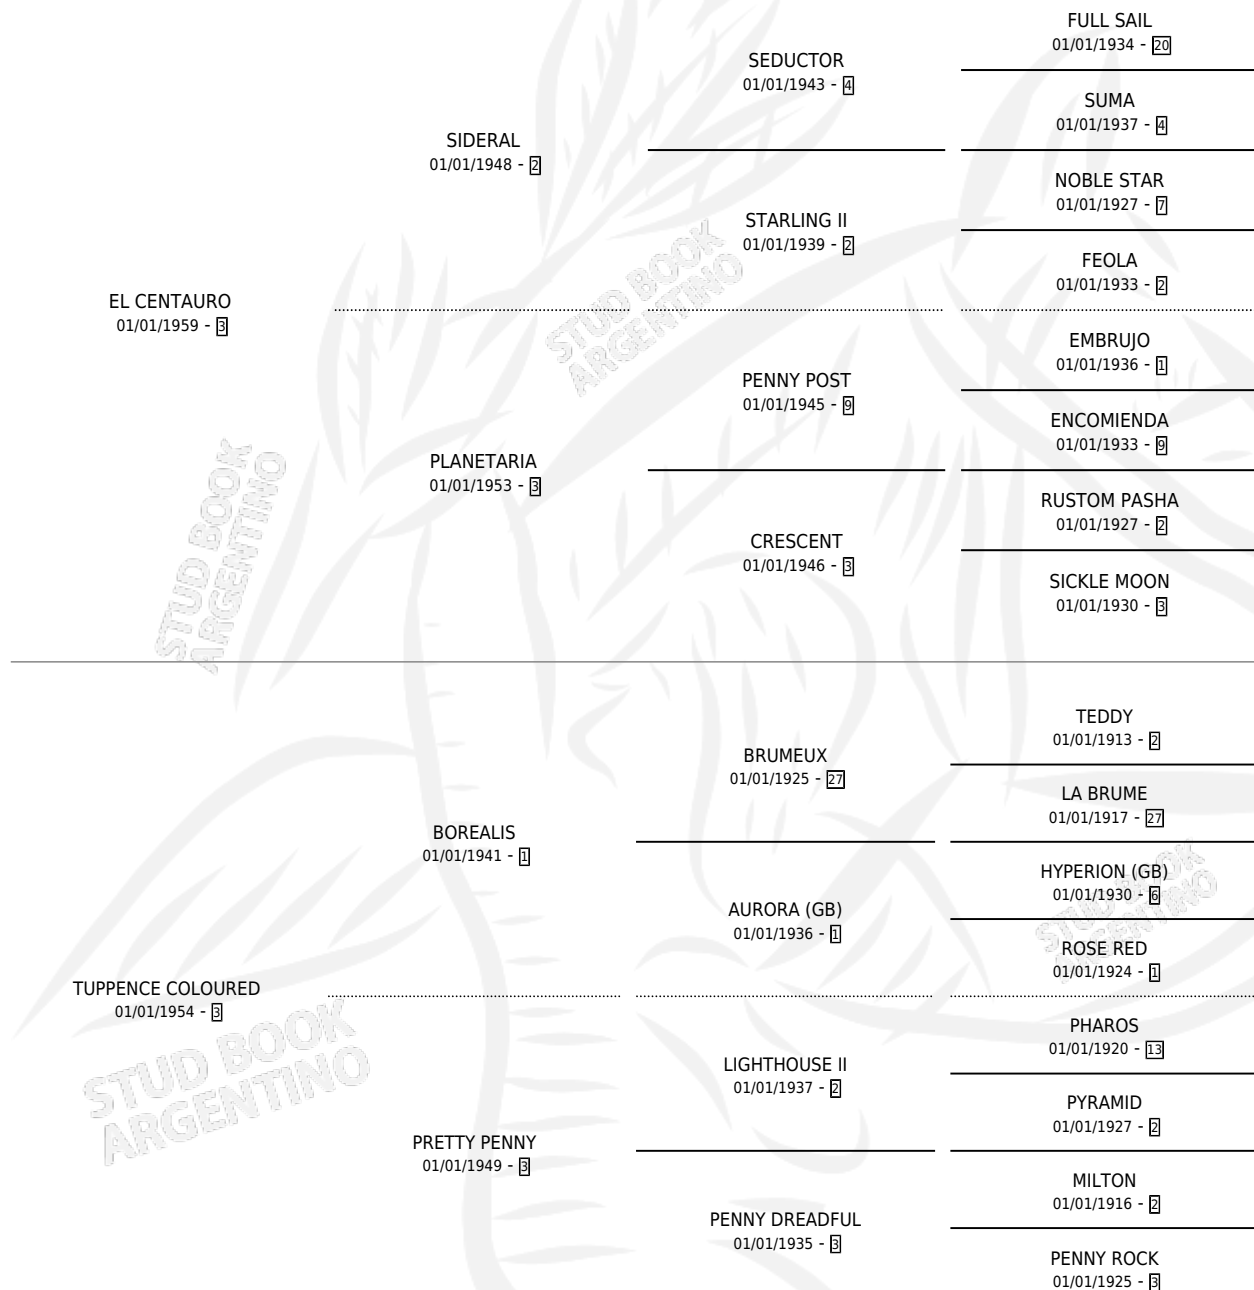 FULL SAIL
01/01/1934 - 20
SEDUCTOR
01/01/1943 - 4
SUMA
01/01/1937 - 4
SIDERAL
01/01/1948 - 2
NOBLE STAR
01/01/1927 - 7
STARLING II
01/01/1939 - 2
FEOLA
01/01/1933 - 2
EL CENTAURO
01/01/1959 - 3
EMBRUJO
01/01/1936 - 1
PENNY POST
01/01/1945 - 9
ENCOMIENDA
01/01/1933 - 9
PLANETARIA
01/01/1953 - 3
RUSTOM PASHA
01/01/1927 - 2
CRESCENT
01/01/1946 - 3
SICKLE MOON
01/01/1930 - 3
STUD BOOK
ARGENTINO
STUD BOOK
ARGENTINO
TEDDY
01/01/1913 - 2
BRUMEUX
01/01/1925 - 27
LA BRUME
01/01/1917 - 27
BOREALIS
01/01/1941 - 1
HYPERION (GB)
01/01/1930 - 6
AURORA (GB)
01/01/1936 - 1
ROSE RED
01/01/1924 - 1
TUPPENCE COLOURED
01/01/1954 - 3
PHAROS
01/01/1920 - 13
LIGHTHOUSE II
01/01/1937 - 2
PYRAMID
01/01/1927 - 2
PRETTY PENNY
01/01/1949 - 3
MILTON
01/01/1916 - 2
PENNY DREADFUL
01/01/1935 - 3
PENNY ROCK
01/01/1925 - 3
STUD BOOK
ARGENTINO
STUD BOOK
ARGENTINO